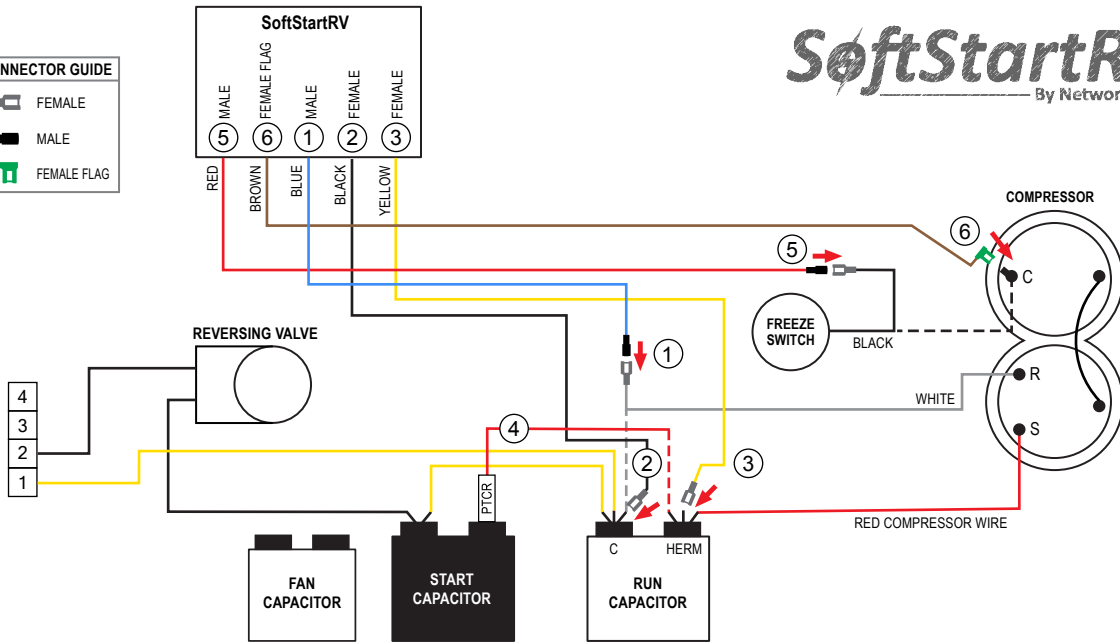 SoftStartRV
SoftStartR
By Networ
NNECTOR GUIDE
FEMALE
MALE
FEMALE FLAG
MALE
FEMALE FLAG
MALE
FEMALE
FEMALE
5
6
1
2
3
RED
BROWN
BLUE
BLACK
YELLOW
COMPRESSOR
6
5
C
FREEZE
SWITCH
BLACK
REVERSING VALVE
1
R
WHITE
4
3
2
1
4
S
2
3
PTCR
RED COMPRESSOR WIRE
C
HERM
FAN
CAPACITOR
START
CAPACITOR
RUN
CAPACITOR